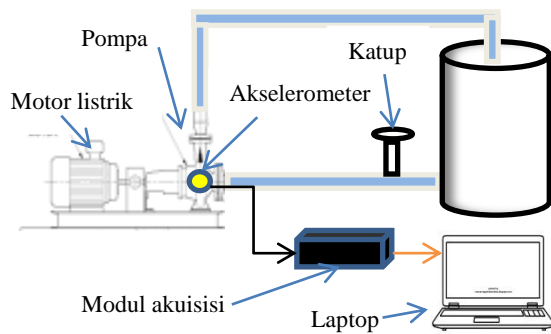 Pompa
Katup
Motor listrik
Akselerometer
Modul akuisisi
Laptop